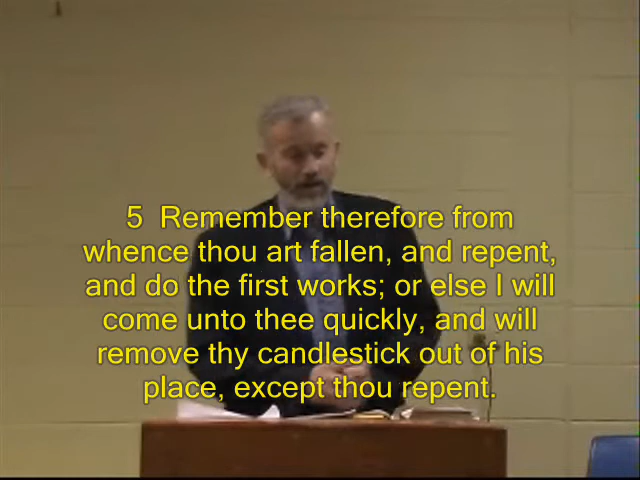 5 Remember therefore from
whence thou art fallen, and repent,
and do the first works; or else I will
come unto thee quickly, and will
remove thy candlestick out of his
place, except thou repent.